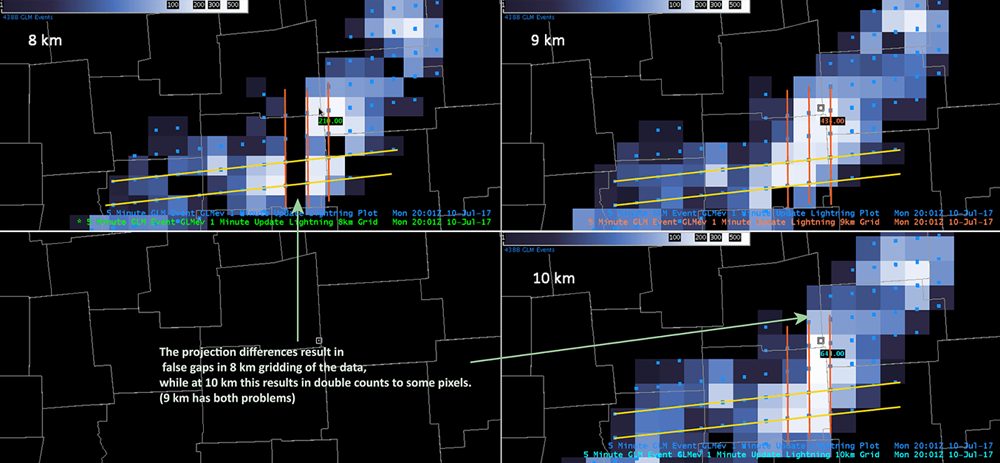 1 100 200 300 500
4388 GLM Events
8 km
210.00
5 Minute GLM Event GLMev 1 Minute Update Lightning Plot Mon 20:01Z 10-Jul-17
* 5 Minute GLM Event GLMev 1 Minute Update Lightning 8km Grid Mon 20:01Z 10-Jul-17
100 200 300 500
4388 GLM Events
9 km
434.00
5 Minute GLM Event GLMev 1 Minute Update Lightning Plot Mon 20:01Z 10-Jul-17
5 Minute GLM Event GLMev 1 Minute Update Lightning 9km Grid Mon 20:01Z 10-Jul-17
The projection differences result in
false gaps in 8 km gridding of the data,
while at 10 km this results in double counts to some pixels.
(9 km has both problems)
100 200 300 500
4388 GLM Events
10 km
5 Minute GLM Event GLMev 1 Minute Update Lightning Plot Mon 20:01Z 10-Jul-17
5 Minute GLM Event GLMev 1 Minute Update Lightning 10km Grid Mon 20:01Z 10-Jul-17